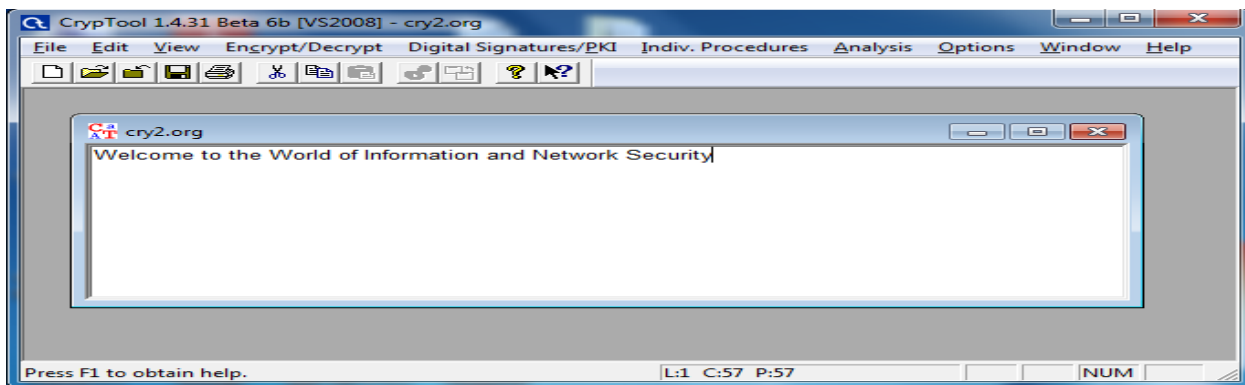 CrypTool 1.4.31 Beta 6b [VS2008] - cry2.org
File Edit View Encrypt/Decrypt Digital Signatures/PKI Indiv. Procedures Analysis Options Window Help
cry2.org
Welcome to the World of Information and Network Security
Press F1 to obtain help. L:1 C:57 P:57 NUM